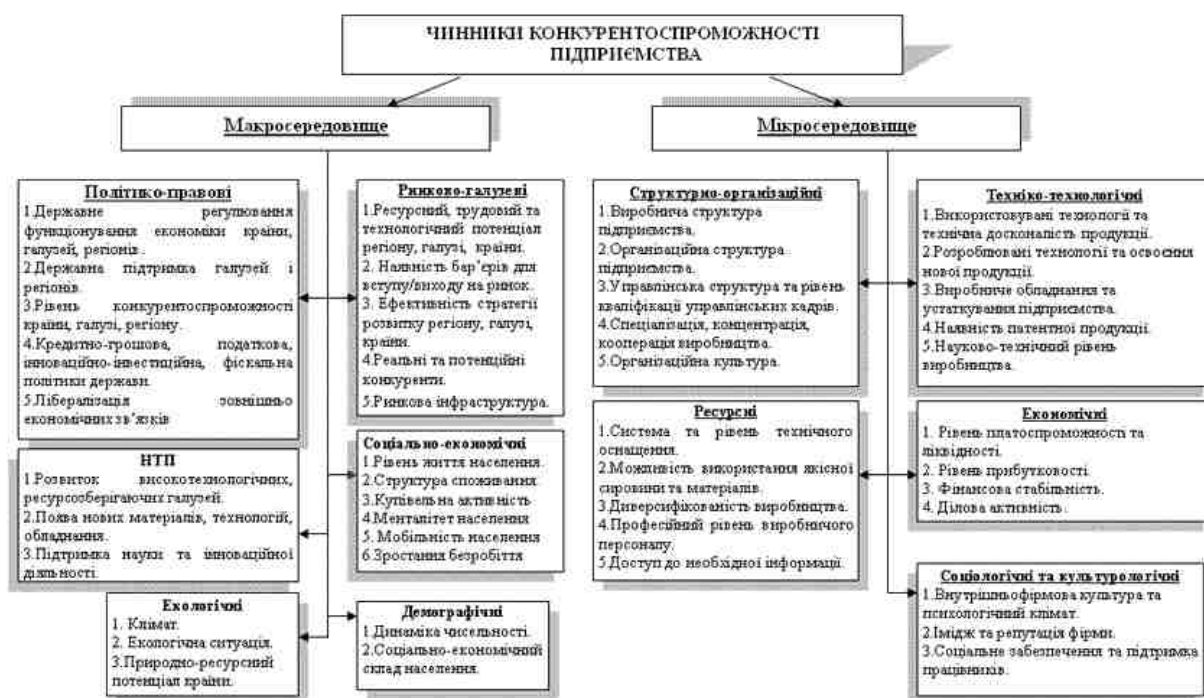 ЧИННИКИ КОНКУРЕНТОСПРОМОЖНОСТІ
ПІДПРИЄМСТВА
Макросередовище
Політико-правові
1.Державне регулювання
функціонування економіки країни,
галузей, регіонів.
2.Державна підтримка галузей і
регіонів.
3.Рівень конкурентоспроможності
країни, галузі, регіону.
4.Кредитно-грошова, податкова,
інноваційно-інвестиційна, фіскальна
політики держави.
5.Лібералізація зовнішньо
економічних зв’язків
Ринково-галузеві
1.Ресурсний, трудовий та
технологічний потенціал
регіону, галузі, країни.
2. Наявність бар’єрів для
вступу/виходу на ринок.
3. Ефективність стратегії
розвитку регіону, галузі,
країни.
4.Реальні та потенційні
конкуренти.
5.Ринкова інфраструктура.
НТП
1.Розвиток високотехнологічних,
ресурсозберігаючих галузей.
2.Поява нових матеріалів, технологій,
обладнання.
3.Підтримка науки та інноваційної
діяльності.
Соціально-економічні
1.Рівень життя населення.
2.Структура споживання.
3.Купівельна активність
4.Менталітет населення
5. Мобільність населення
6.Зростання безробіття
Екологічні
1. Клімат.
2. Екологічна ситуація.
3.Природно-ресурсний
потенціал країни.
Демографічні
1.Динаміка чисельності.
2.Соціально-економічний
склад населення.
Мікросередовище
Структурно-організаційні
1.Виробнича структура
підприємства.
2.Організаційна структура
підприємства.
3.Управлінська структура та рівень
кваліфікації управлінських кадрів.
4.Спеціалізація, концентрація,
кооперація виробництва.
5.Організаційна культура.
Техніко-технологічні
1.Використовувані технології та
технічна досконалість продукції.
2.Розроблювані технології та освоєння
нової продукції.
3.Виробниче обладнання та
устаткування підприємства.
4.Наявність патентної продукції.
5.Науково-технічний рівень
виробництва.
Ресурсні
1.Система та рівень технічного
оснащення.
2.Можливість використання якісної
сировини та матеріалів.
3.Диверсифікованість виробництва.
4.Професійний рівень виробничого
персоналу.
5.Доступ до необхідної інформації.
Економічні
1. Рівень платоспроможності та
ліквідності.
2. Рівень прибутковості.
3. Фінансова стабільність.
4. Ділова активність.
Соціологічні та культурологічні
1.Внутрішньофірмова культура та
психологічний клімат.
2.Імідж та репутація фірми.
3.Соціальне забезпечення та підтримка
працівників.